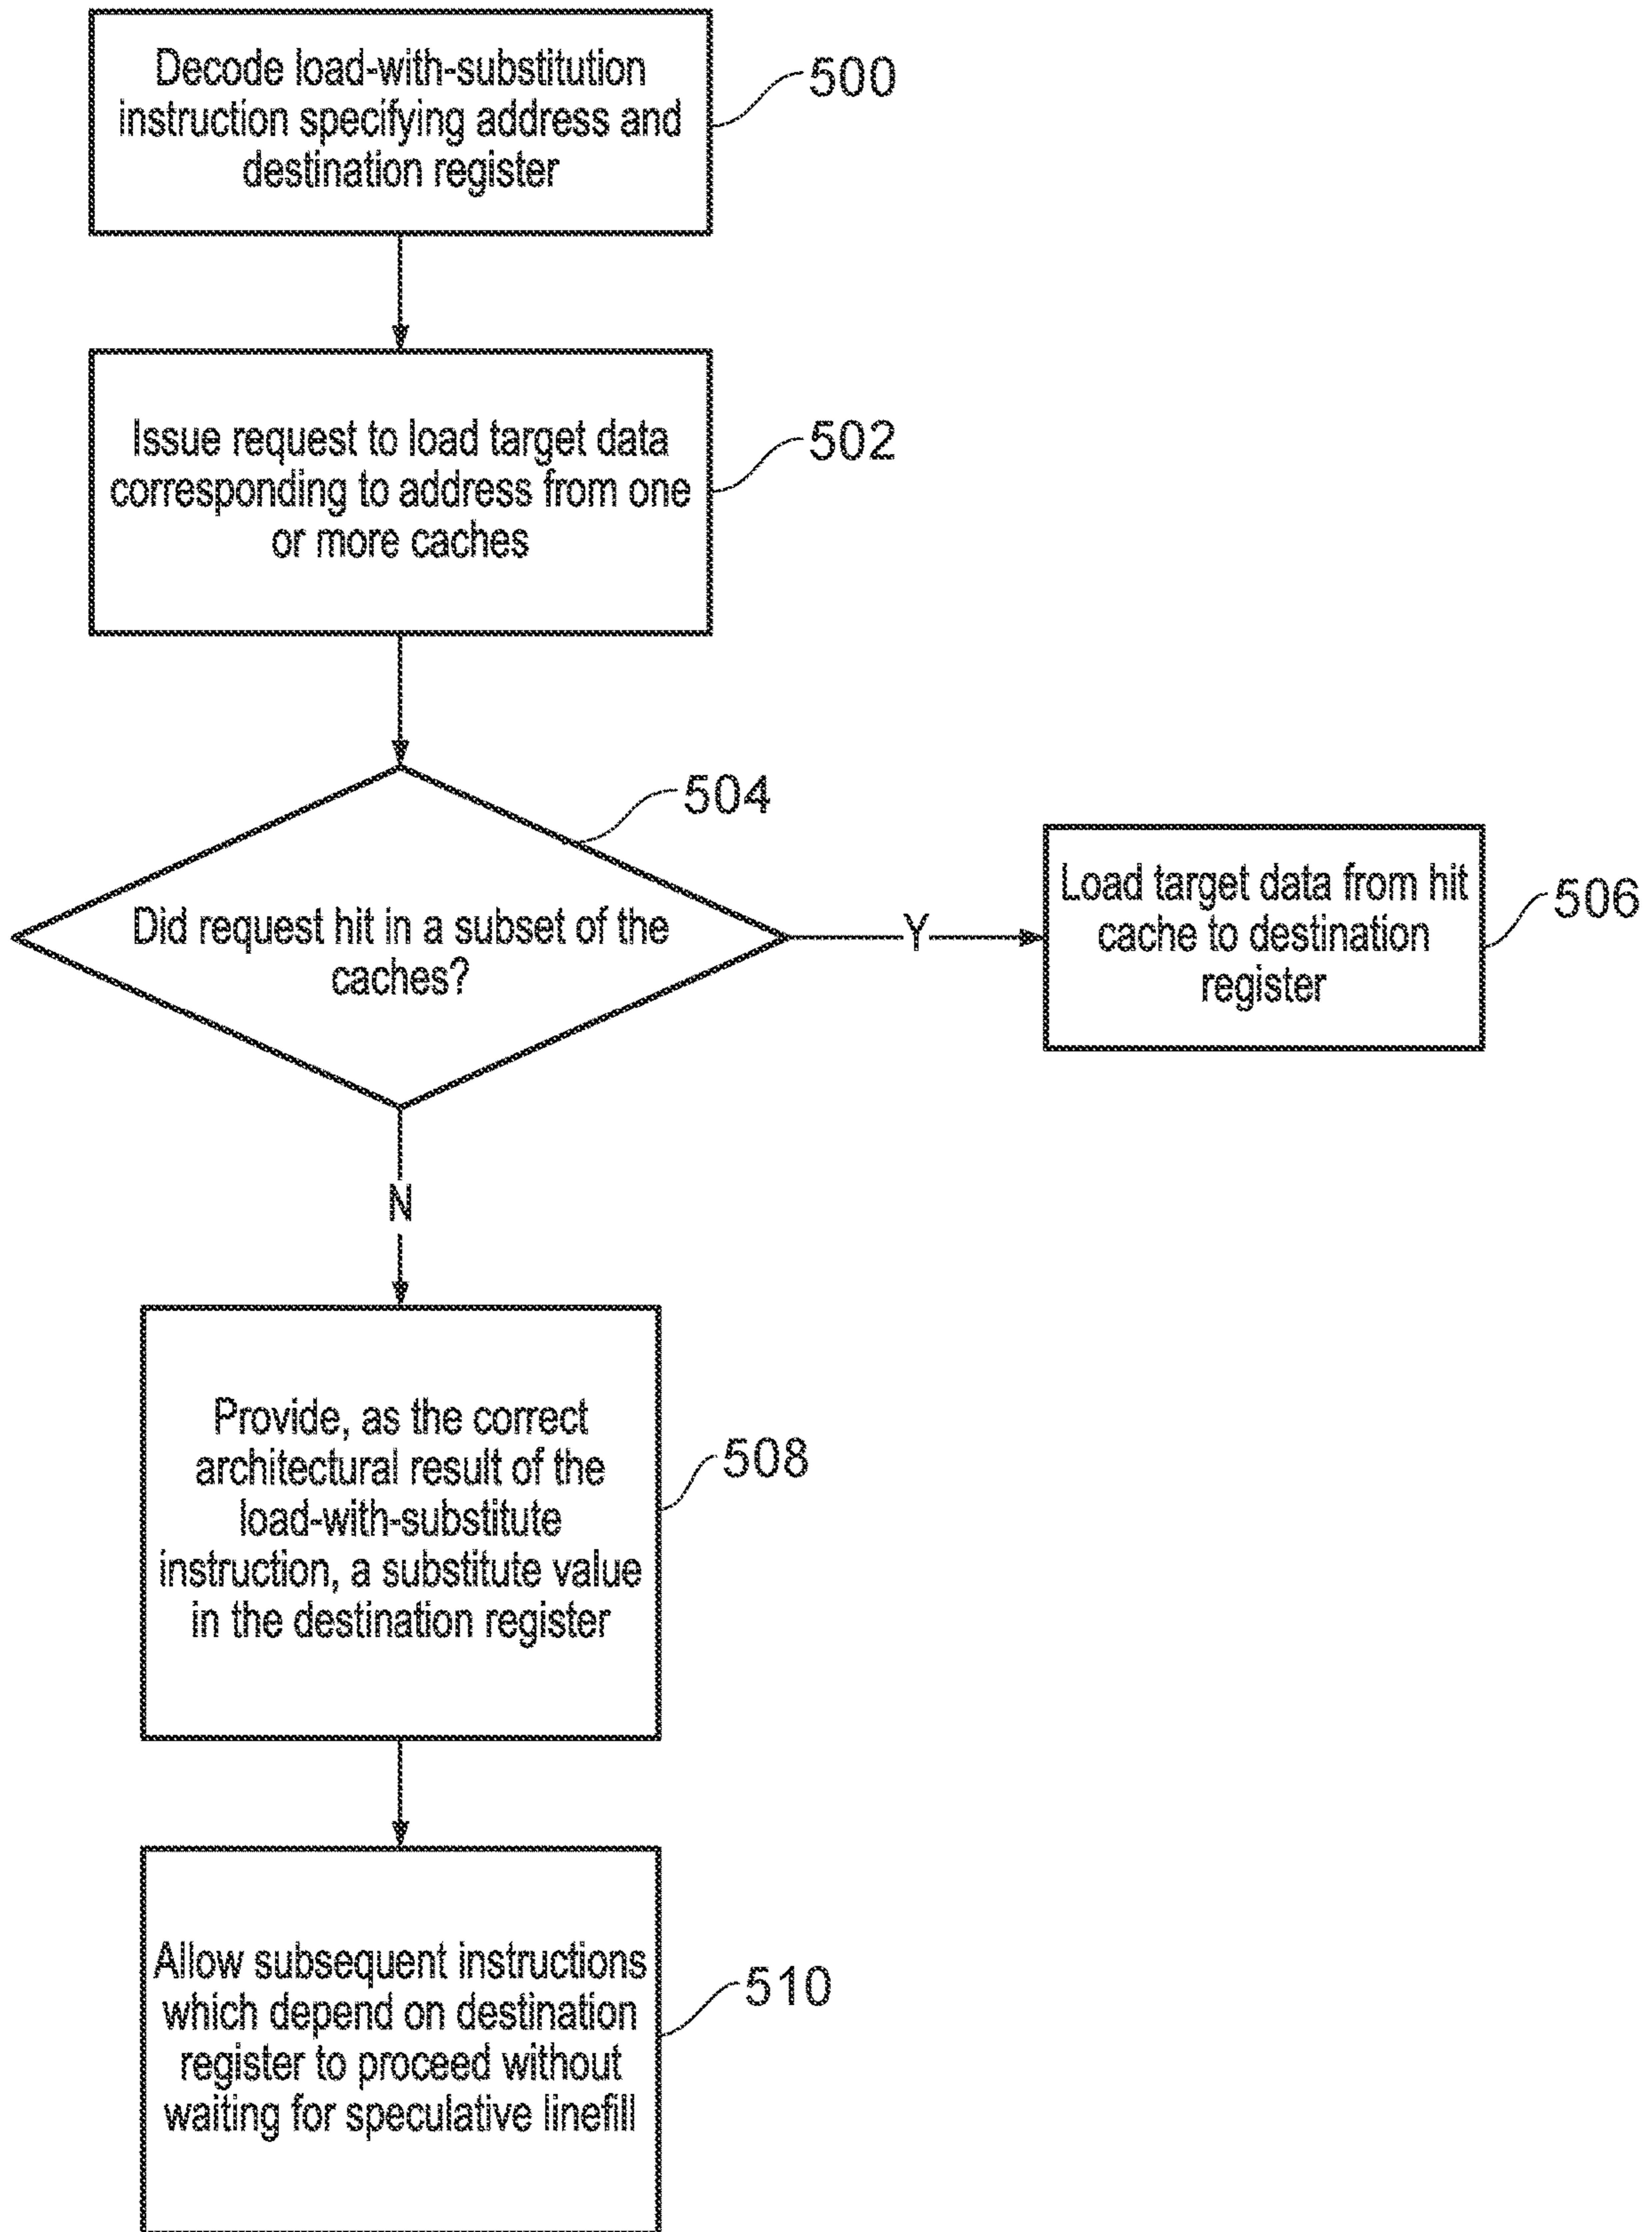 Decode load-with-substitution
instruction specifying address and
destination register
500
Issue request to load target data
corresponding to address from one
or more caches
502
504
Did request hit in a subset of the
caches?
Y
Load target data from hit
cache to destination
register
506
N
Provide, as the correct
architectural result of the
load-with-substitute
instruction, a substitute value
in the destination register
508
Allow subsequent instructions
which depend on destination
register to proceed without
waiting for speculative linefill
510